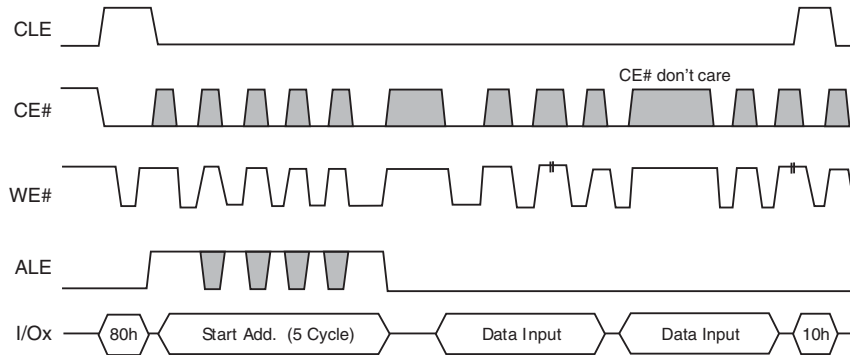 CLE
CE# don't care
CE#
WE#
ALE
I/Ox 80h Start Add. (5 Cycle) Data Input Data Input 10h